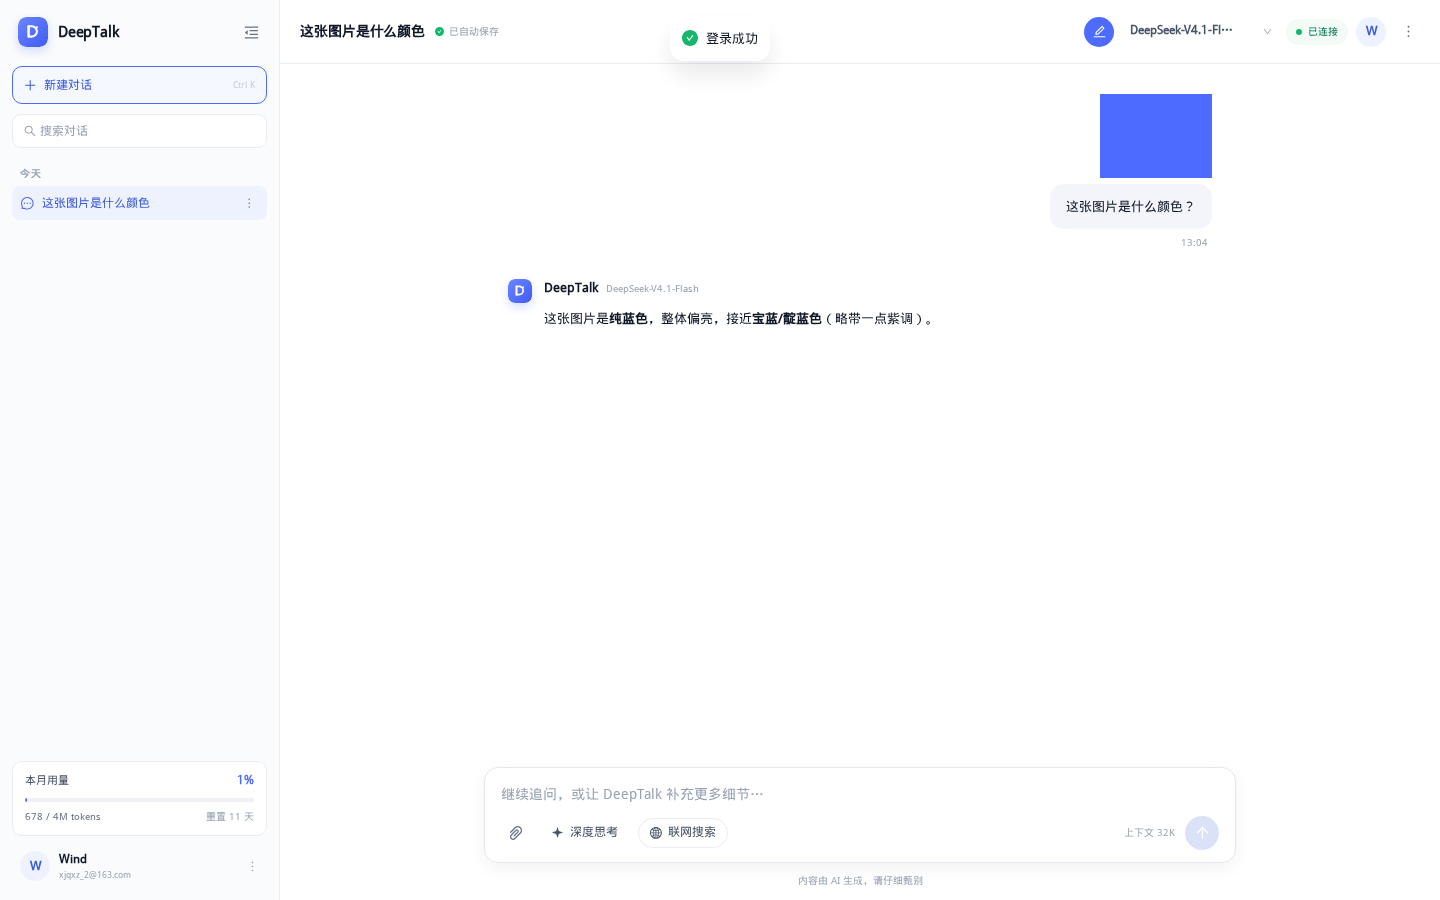 DeepTalk
新建对话 Ctrl K
搜索对话
今天
这张图片是什么颜色
本月用量 1%
678 / 4M tokens 重置 11 天
W Wind
xjqxz_2@163.com
这张图片是什么颜色 已自动保存
登录成功
DeepSeek-V4.1-Fl··· 已连接 W
这张图片是什么颜色？
13:04
DeepTalk DeepSeek-V4.1-Flash
这张图片是纯蓝色，整体偏亮，接近宝蓝/靛蓝色（略带一点紫调）。
继续追问，或让 DeepTalk 补充更多细节···
深度思考 联网搜索 上下文 32K
内容由 AI 生成，请仔细甄别